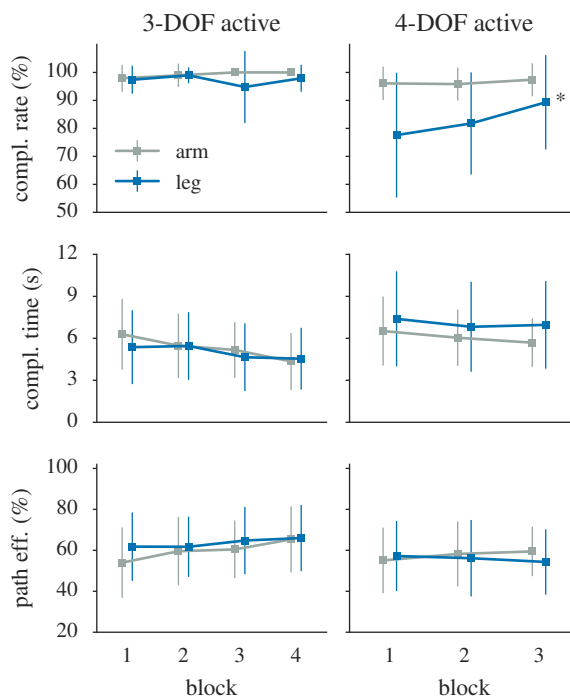 3-DOF active
4-DOF active
compl. rate (%)
100
90
80
70
60
50
arm
leg
*
compl. time (s)
12
9
6
3
0
path eff. (%)
100
80
60
40
20
1 2 3 4
1 2 3
block
block